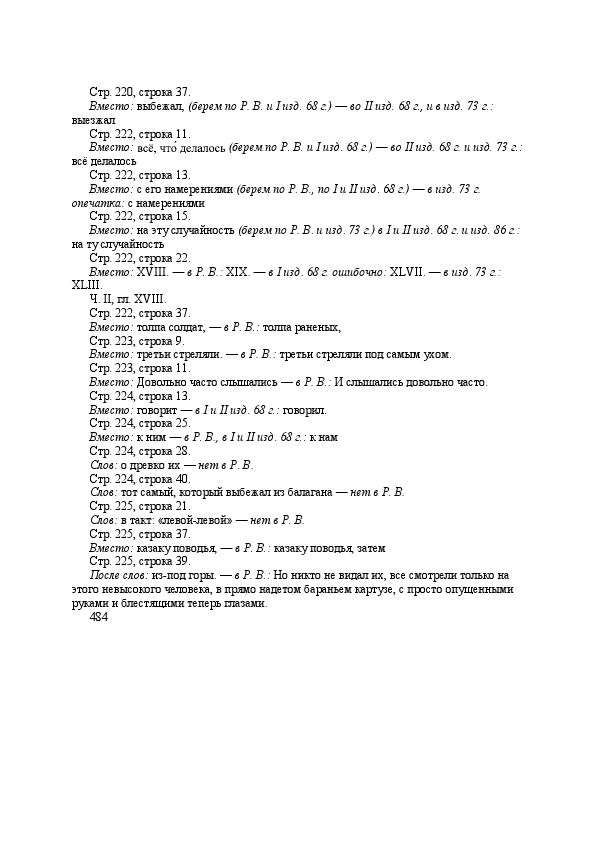 Стр. 220, строка 37.
Вместо: выбежал, (берем по Р. В. и I изд. 68 г.) — во II изд. 68 г., и в изд. 73 г.:
выезжал
Стр. 222, строка 11.
Вместо: всё, что́ делалось (берем по Р. В. и I изд. 68 г.) — во II изд. 68 г. и изд. 73 г.:
всё делалось
Стр. 222, строка 13.
Вместо: с его намерениями (берем по Р. В., по I и II изд. 68 г.) — в изд. 73 г.
опечатка: с намерениями
Стр. 222, строка 15.
Вместо: на эту случайность (берем по Р. В. и изд. 73 г.) в I и II изд. 68 г. и изд. 86 г.:
на ту случайность
Стр. 222, строка 22.
Вместо: XVIII. — в Р. В.: XIX. — в I изд. 68 г. ошибочно: XLVII. — в изд. 73 г.:
XLIII.
Ч. II, гл. XVIII.
Стр. 222, строка 37.
Вместо: толпа солдат, — в Р. В.: толпа раненых,
Стр. 223, строка 9.
Вместо: третьи стреляли. — в Р. В.: третьи стреляли под самым ухом.
Стр. 223, строка 11.
Вместо: Довольно часто слышались — в Р. В.: И слышались довольно часто.
Стр. 224, строка 13.
Вместо: говорит — в I и II изд. 68 г.: говорил.
Стр. 224, строка 25.
Вместо: к ним — в Р. В., в I и II изд. 68 г.: к нам
Стр. 224, строка 28.
Слов: о древко их — нет в Р. В.
Стр. 224, строка 40.
Слов: тот самый, который выбежал из балагана — нет в Р. В.
Стр. 225, строка 21.
Слов: в такт: «левой-левой» — нет в Р. В.
Стр. 225, строка 37.
Вместо: казаку поводья, — в Р. В.: казаку поводья, затем
Стр. 225, строка 39.
После слов: из-под горы. — в Р. В.: Но никто не видал их, все смотрели только на
этого невысокого человека, в прямо надетом бараньем картузе, с просто опущенными
руками и блестящими теперь глазами.
484